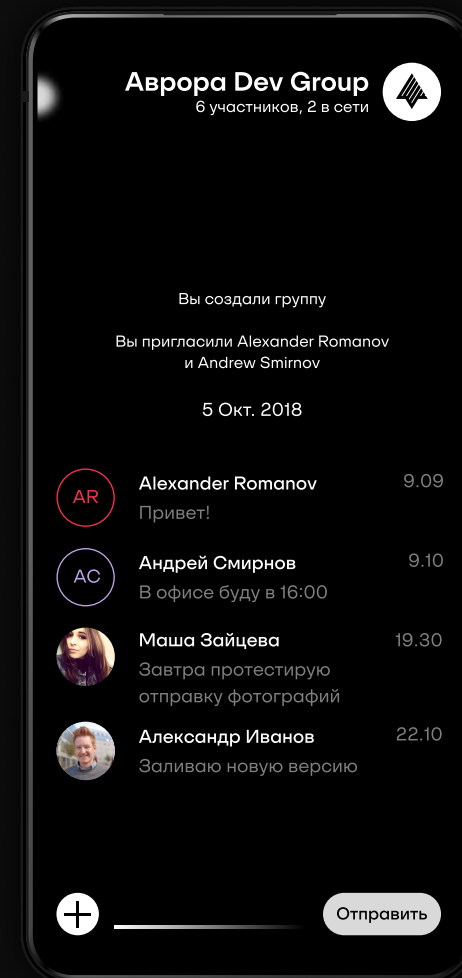 Аврора Dev Group
6 участников, 2 в сети
Вы создали группу
Вы пригласили Alexander Romanov
и Andrew Smirnov
5 Окт. 2018
AR
Alexander Romanov
9.09
Привет!
АС
Андрей Смирнов
9.10
В офисе буду в 16:00
Маша Зайцева
19.30
Завтра протестирую
отправку фотографий
Александр Иванов
22.10
Заливаю новую версию
Отправить